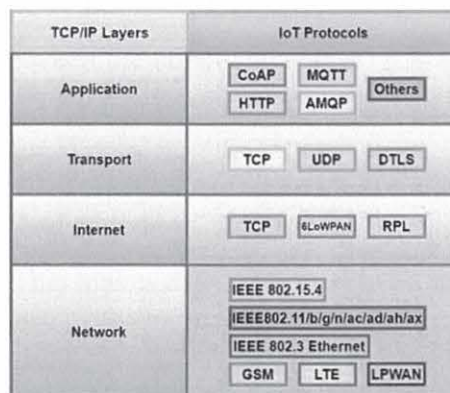 TCP/IP Layers IoT Protocols
Application
CoAP MQTT Others
HTTP AMQP
Transport TCP UDP DTLS
Internet TCP 6LoWPAN RPL
Network
IEEE 802.15.4
IEEE802.11/b/g/n/ac/ad/ah/ax
IEEE 802.3 Ethernet
GSM LTE LPWAN